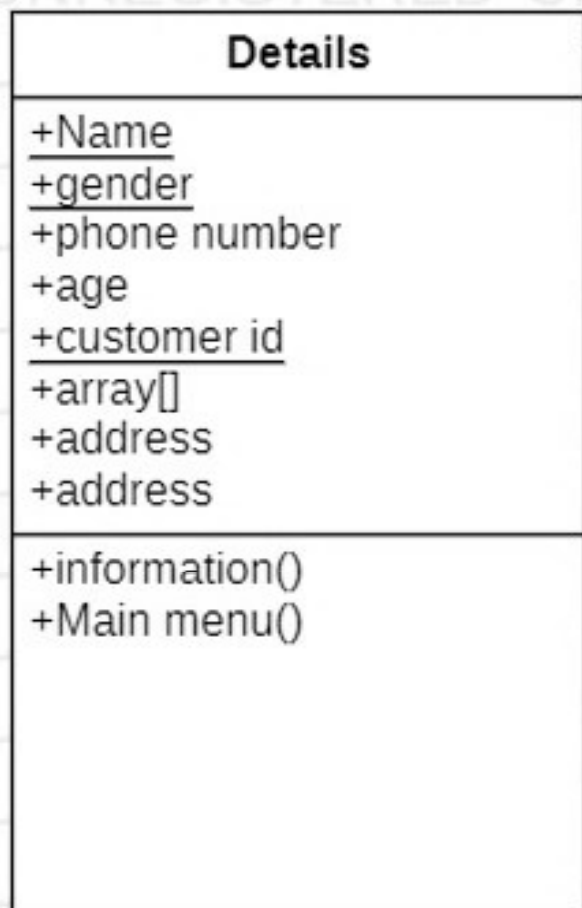 Details
+Name
+gender
+phone number
+age
+customer id
+array[]
+address
+address
+information()
+Main menu()